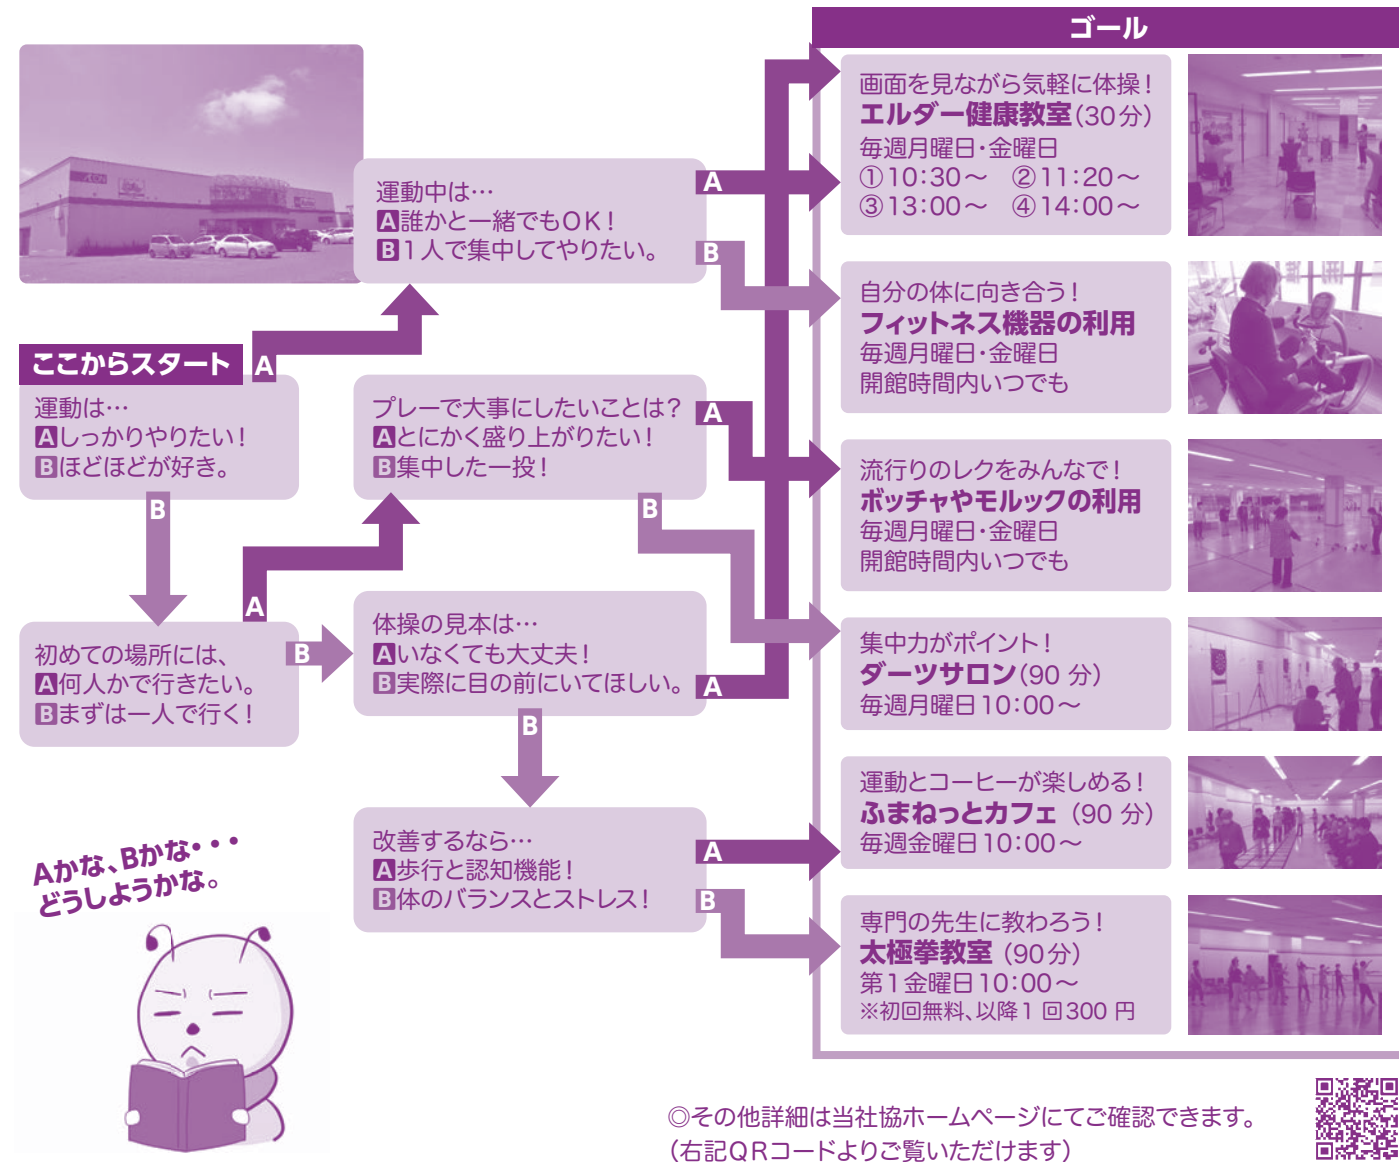 ゴール
ÆON
ここからスタート
運動は…
Aしっかりやりたい！
Bほどほどが好き。
A
B
運動中は…
A誰かと一緒でもOK！
B1人で集中してやりたい。
A
B
初めての場所には、
A何人かで行きたい。
Bまずは一人で行く！
A
B
プレーで大事にしたいことは？
Aとにかく盛り上がりたい！
B集中した一投！
A
B
体操の見本は…
Aいなくても大丈夫！
B実際に目の前にいてほしい。
A
B
改善するなら…
A歩行と認知機能！
B体のバランスとストレス！
A
B
画面を見ながら気軽に体操！
エルダー健康教室（30分）
毎週月曜日・金曜日
①10：30～　②11：20～
③13：00～　④14：00～
自分の体に向き合う！
フィットネス機器の利用
毎週月曜日・金曜日
開館時間内いつでも
流行りのレクをみんなで！
ボッチャやモルックの利用
毎週月曜日・金曜日
開館時間内いつでも
集中力がポイント！
ダーツサロン（90 分）
毎週月曜日10：00～
運動とコーヒーが楽しめる！
ふまねっとカフェ（90 分）
毎週金曜日10：00～
専門の先生に教わろう！
太極拳教室（90分）
第1金曜日10：00～
※初回無料、以降1 回300 円
Aかな、Bかな・・・
どうしようかな。
◎その他詳細は当社協ホームページにてご確認できます。
（右記QRコードよりご覧いただけます）